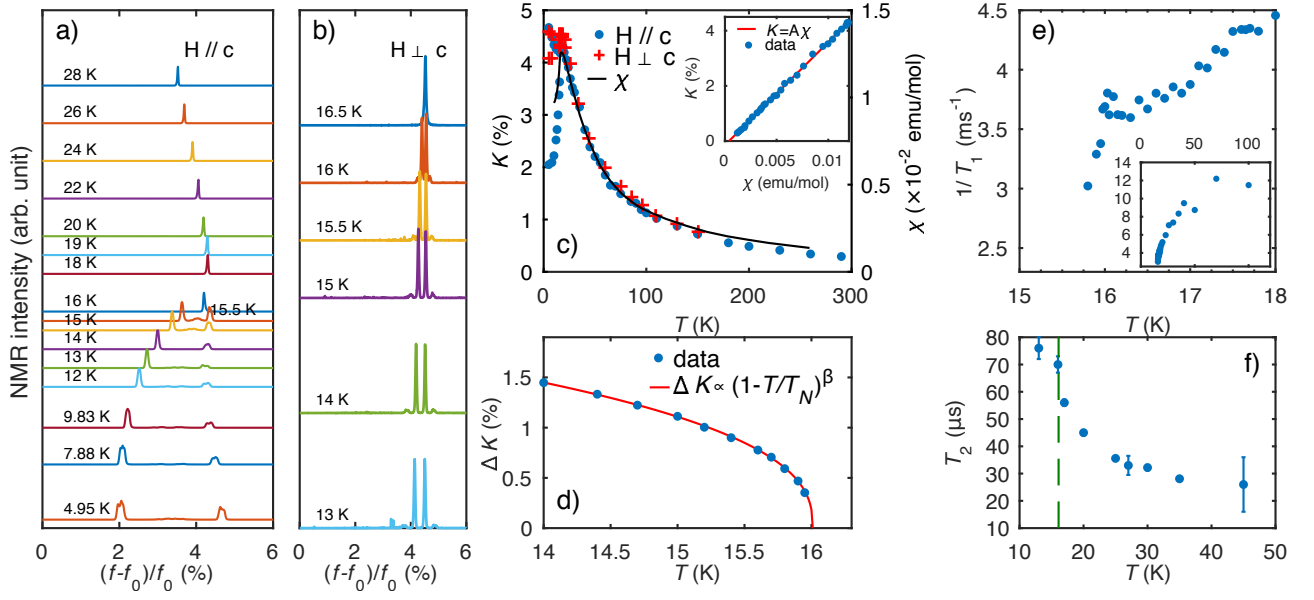 a)
H // c
28 K
26 K
24 K
22 K
20 K
19 K
18 K
16 K
15.5 K
15 K
14 K
13 K
12 K
9.83 K
7.88 K
4.95 K
NMR intensity (arb. unit)
0 2 4 6
(f-f0)/f0 (%)
b)
H ⊥ c
16.5 K
16 K
15.5 K
15 K
14 K
13 K
0 2 4 6
(f-f0)/f0 (%)
5
4
3
2
1
0
K (%)
H // c
H ⊥ c
χ
c)
0 100 200 300
T (K)
1.5
1
0.5
0
χ (×10-2 emu/mol)
K=Aχ
data
4
2
0
K (%)
0 0.005 0.01
χ (emu/mol)
data
Δ K ∝ (1-T/TN)β
2
1.5
1
0.5
0
Δ K (%)
d)
14 14.5 15 15.5 16
T (K)
e)
4.5
4
3.5
3
2.5
1/ T1 (ms-1)
15 16 17 18
T (K)
0 50 100
14
12
10
8
6
4
f)
80
70
60
50
40
30
20
10
T2 (μs)
10 20 30 40 50
T (K)